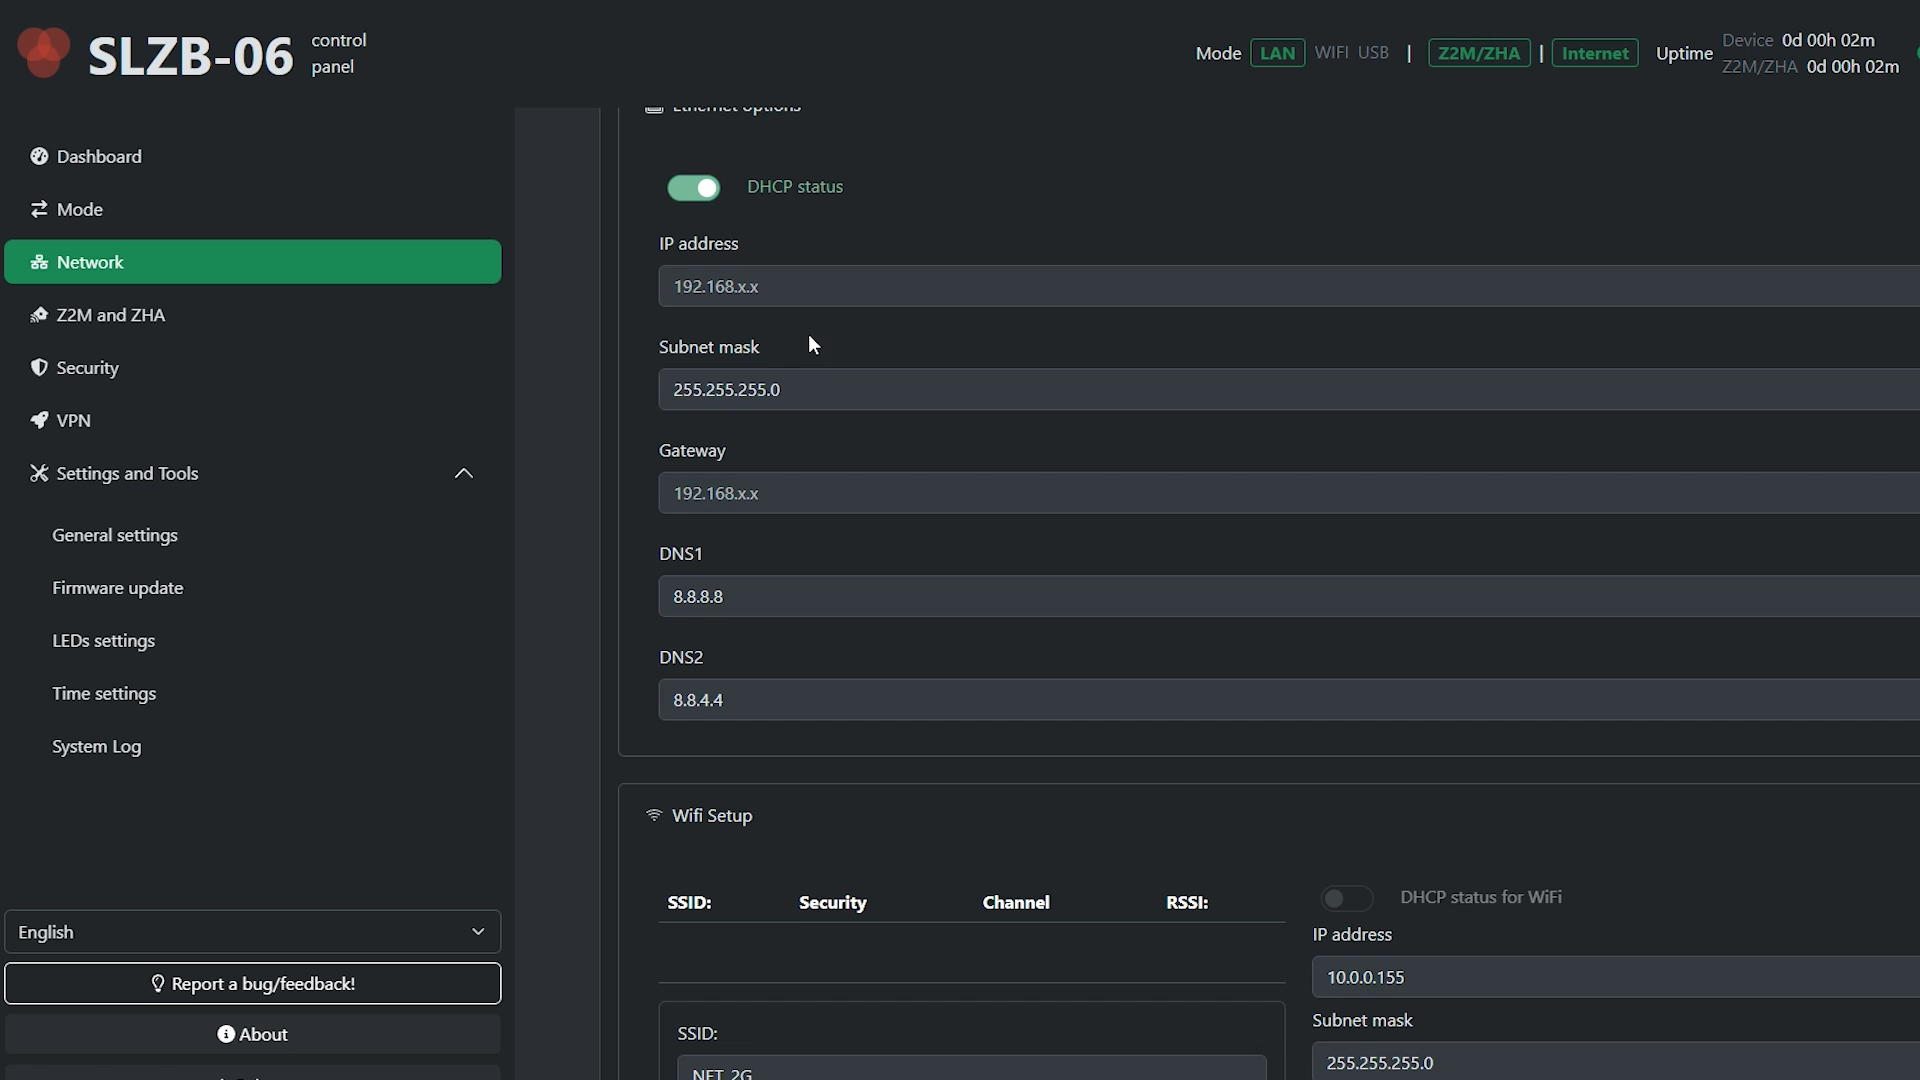 SLZB-06
control
panel
Mode LAN WIFI USB | Z2M/ZHA | Internet Uptime
Device 0d 00h 02m
Z2M/ZHA 0d 00h 02m
Dashboard
Mode
Network
Z2M and ZHA
Security
VPN
Settings and Tools
General settings
Firmware update
LEDs settings
Time settings
System Log
English
Report a bug/feedback!
About
Ethernet options
DHCP status
IP address
192.168.x.x
Subnet mask
255.255.255.0
Gateway
192.168.x.x
DNS1
8.8.8.8
DNS2
8.8.4.4
Wifi Setup
SSID: Security Channel RSSI:
SSID:
NET_2G
DHCP status for WiFi
IP address
10.0.0.155
Subnet mask
255.255.255.0